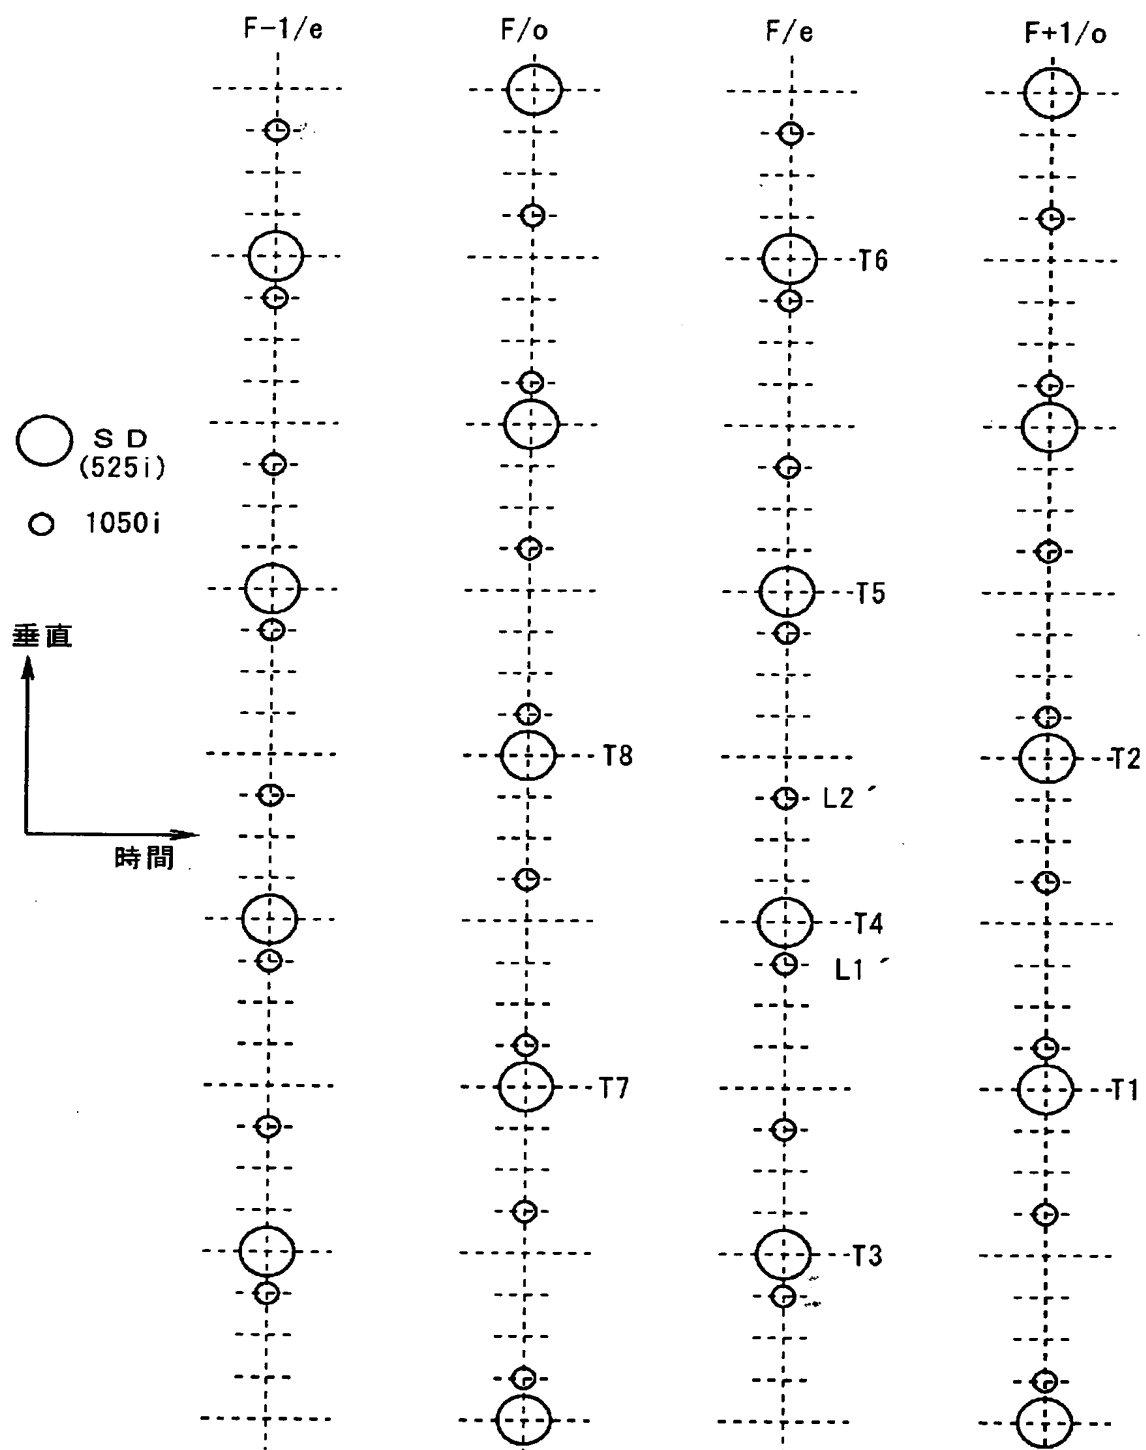 F-1/e F/o F/e F+1/o
T6
SD
(525i)
1050i
T5
垂直
T8 T2
L2´
時間
T4
L1´
T7 T1
T3